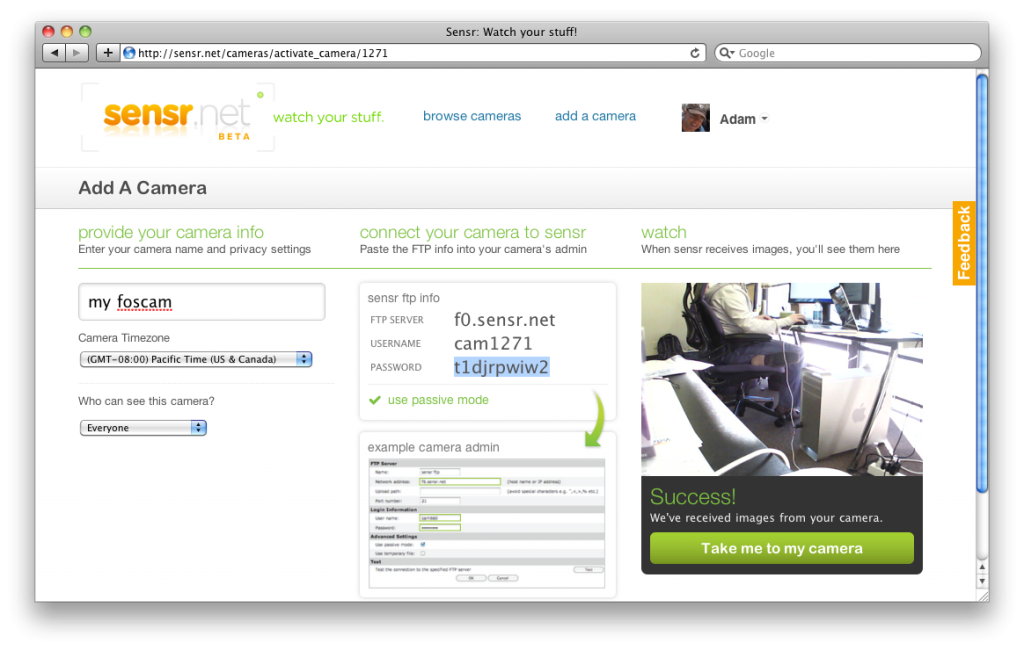 Sensr: Watch your stuff!
http://sensr.net/cameras/activate_camera/1271
Google
sensr.net
BETA
watch your stuff.
browse cameras
add a camera
Adam
Add A Camera
Feedback
provide your camera info
Enter your camera name and privacy settings
my foscam
Camera Timezone
(GMT-08:00) Pacific Time (US & Canada)
Who can see this camera?
Everyone
connect your camera to sensr
Paste the FTP info into your camera's admin
sensr ftp info
FTP SERVER f0.sensr.net
USERNAME cam1271
PASSWORD t1djrpwiw2
use passive mode
example camera admin
FTP Server
Name: sensr ftp
Network address: f0.sensr.net (host name or IP address)
Upload path:
Port number: 21
Login Information
User name:
Password:
Advanced Settings
Use passive mode:
Use temporary file:
Test
Test the connection to the specified FTP server Test
OK Cancel
watch
When sensr receives images, you'll see them here
Success!
We've received images from your camera.
Take me to my camera